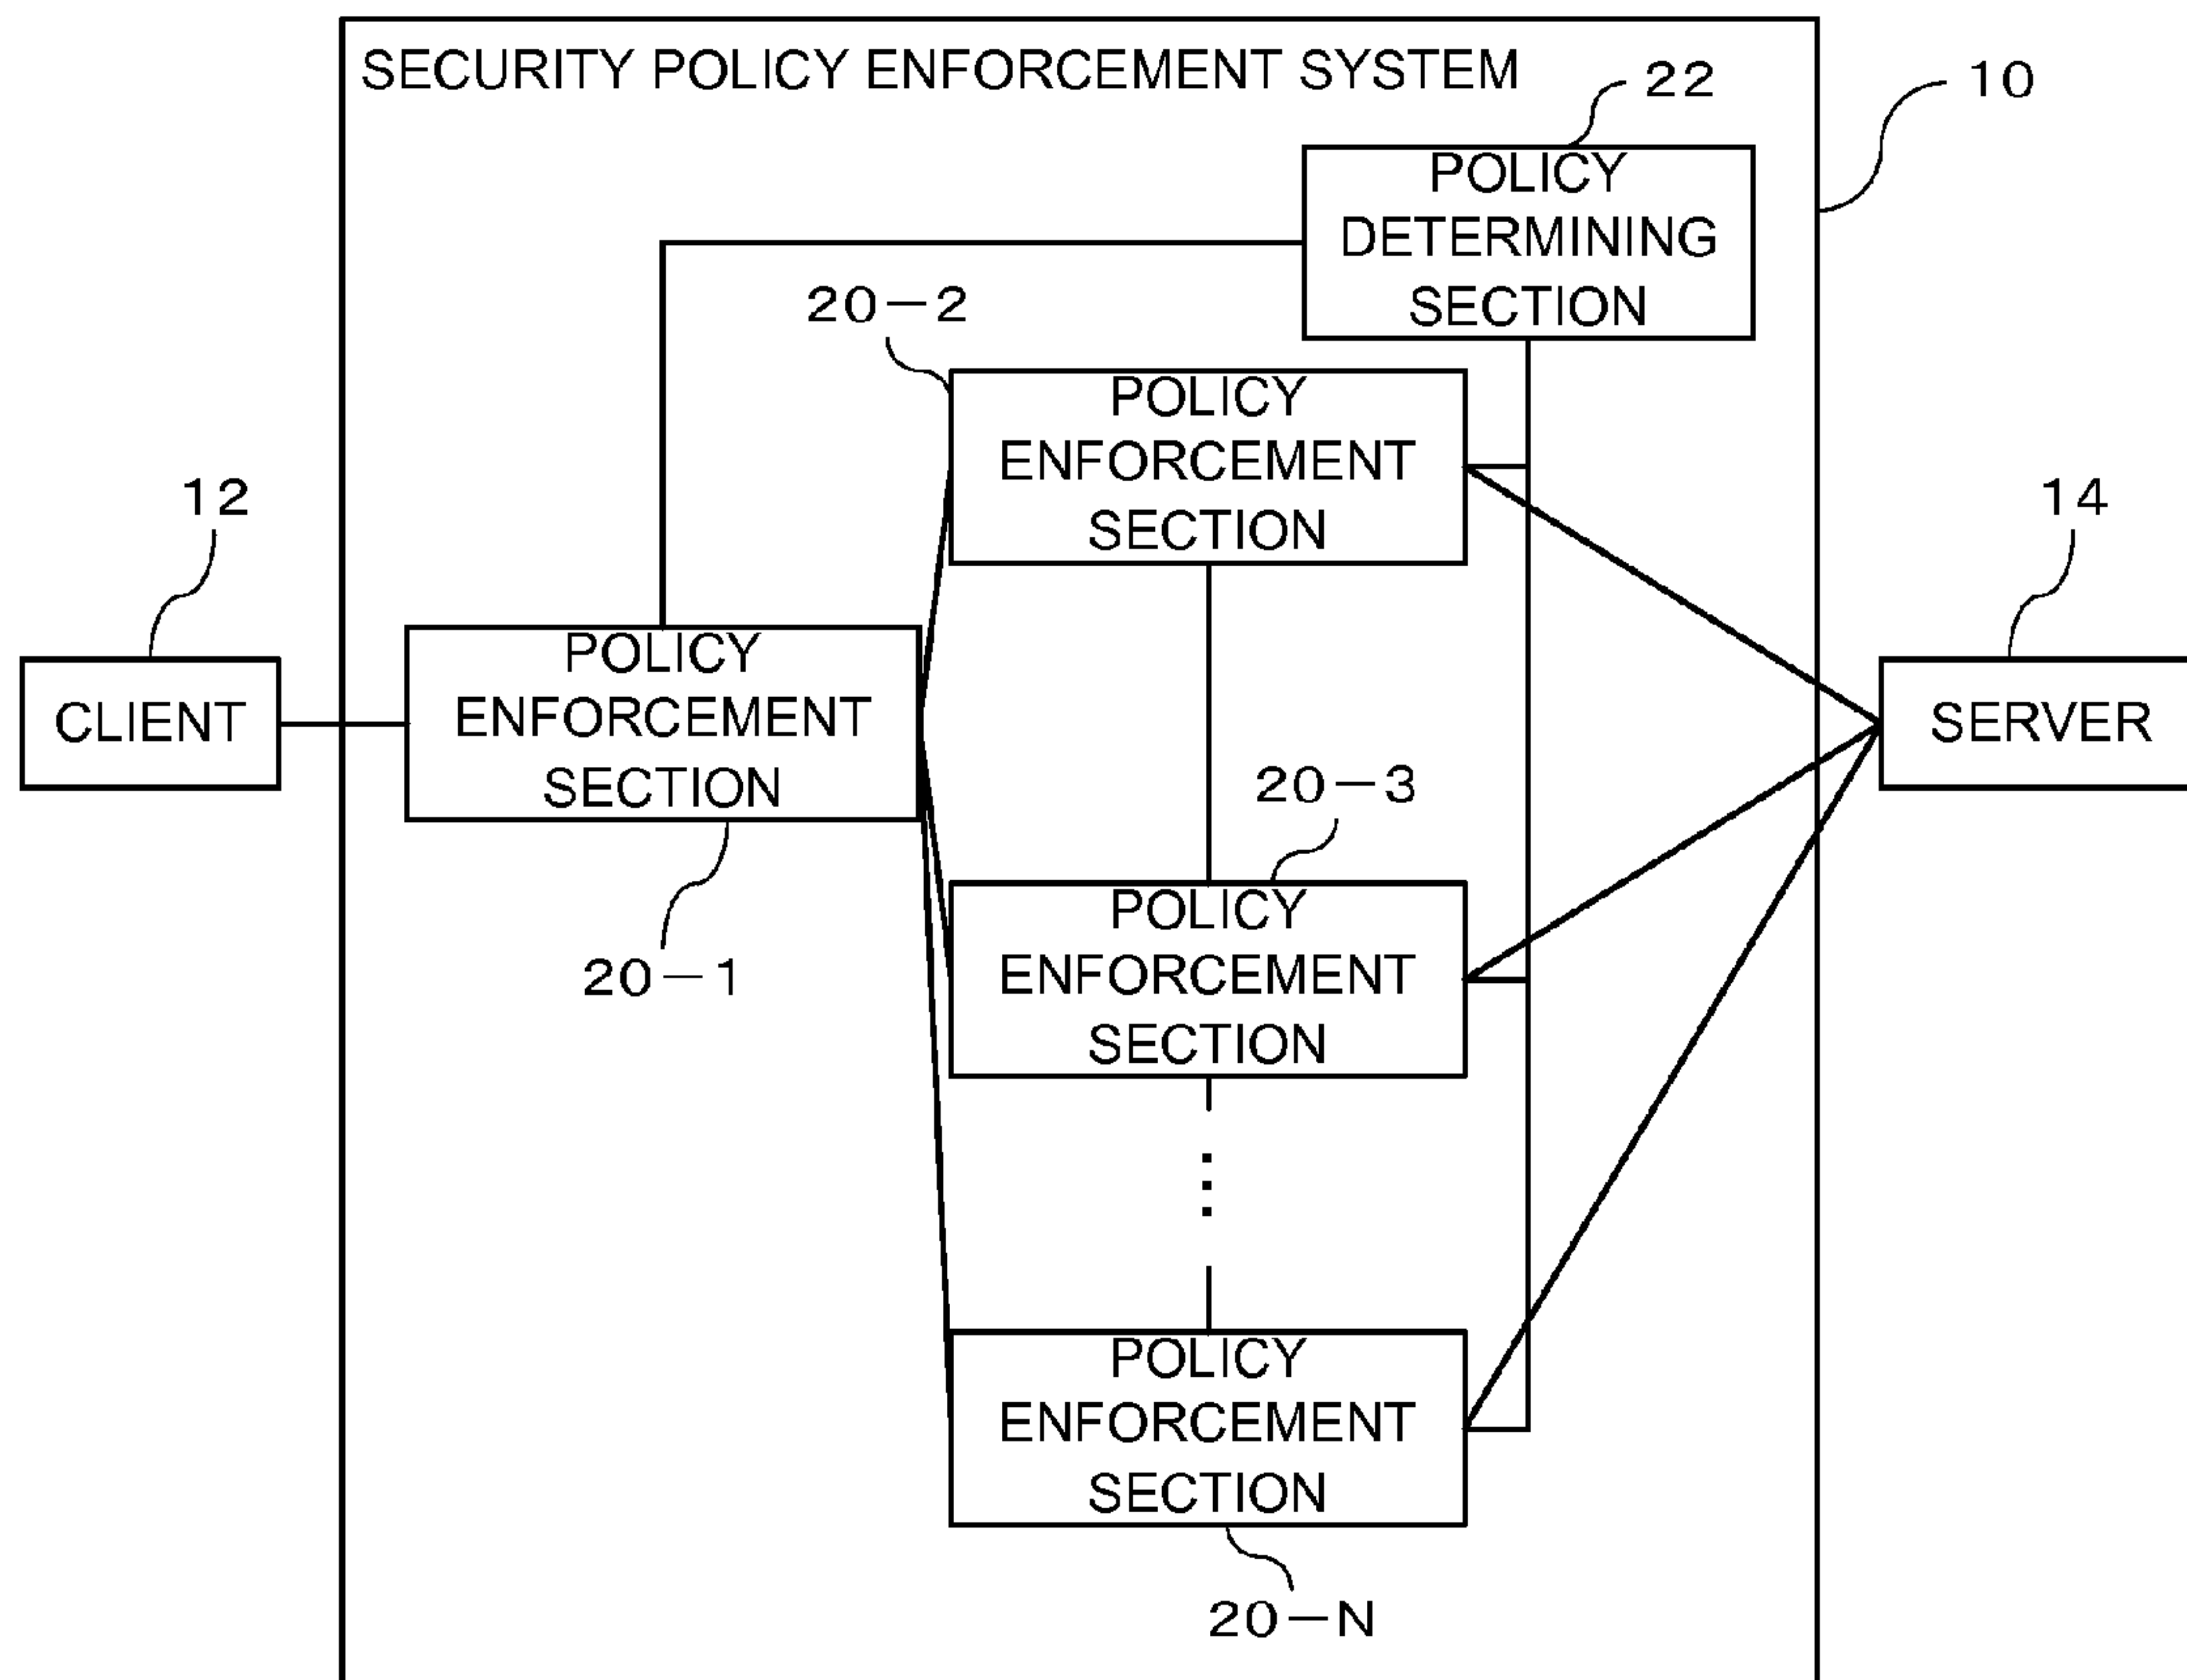 SECURITY POLICY ENFORCEMENT SYSTEM
22
10
POLICY
DETERMINING
SECTION
20-2
POLICY
ENFORCEMENT
SECTION
12
14
CLIENT
POLICY
ENFORCEMENT
SECTION
SERVER
20-3
20-1
POLICY
ENFORCEMENT
SECTION
POLICY
ENFORCEMENT
SECTION
20-N